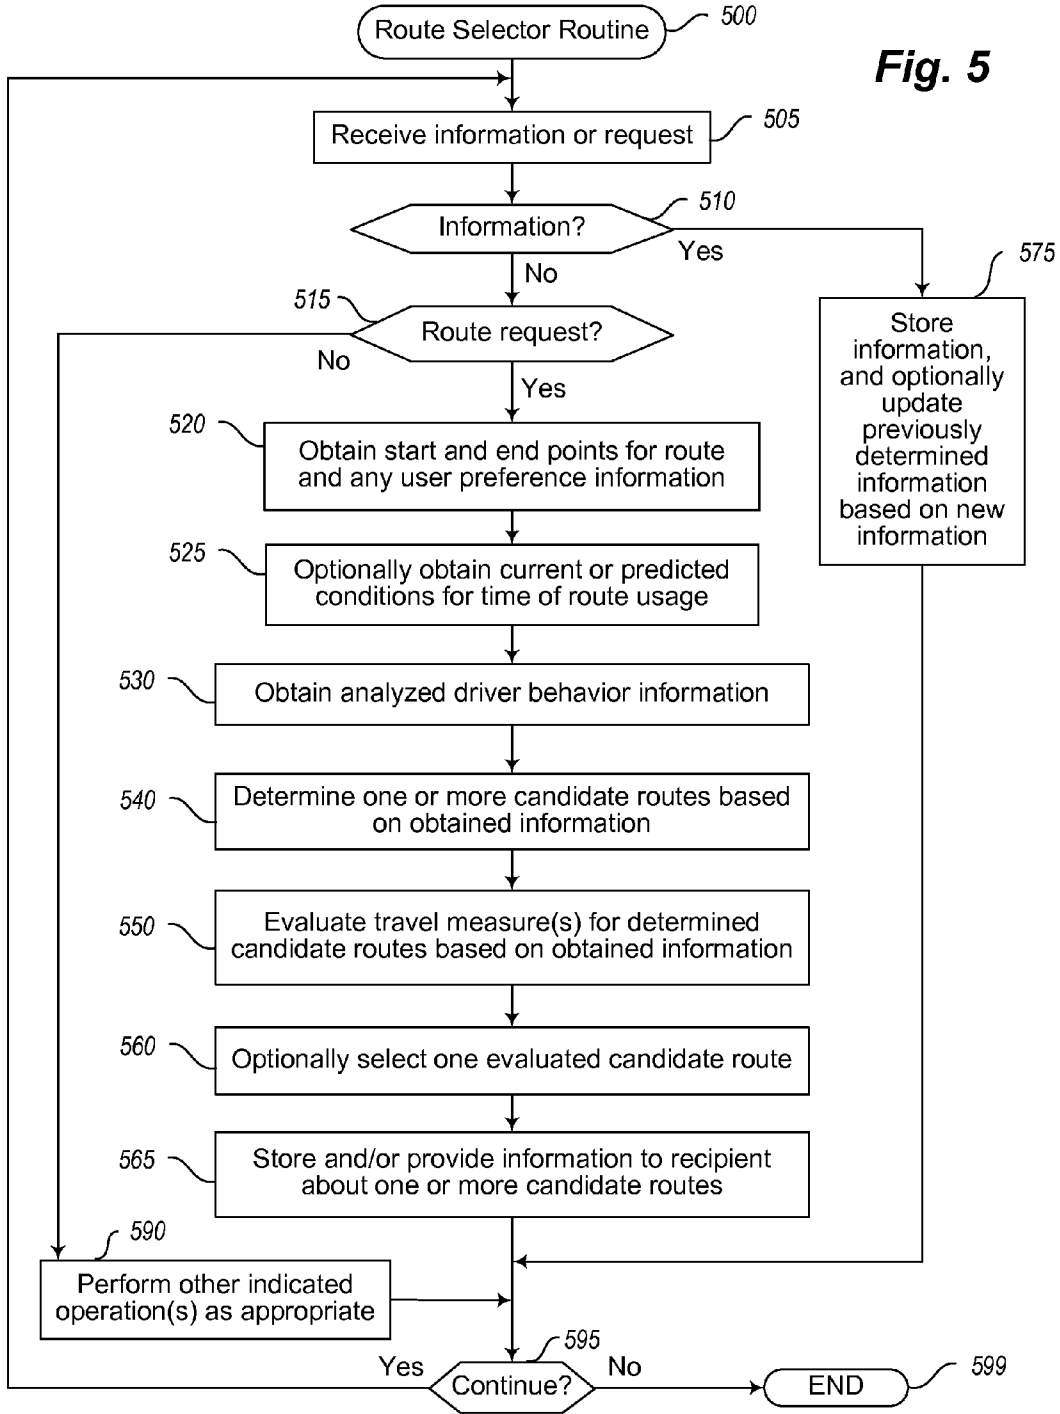 Route Selector Routine
500
Fig. 5
Receive information or request
505
Information?
510
Yes
No
575
Store
information,
and optionally
update
previously
determined
information
based on new
information
515
Route request?
No
Yes
520
Obtain start and end points for route
and any user preference information
525
Optionally obtain current or predicted
conditions for time of route usage
530
Obtain analyzed driver behavior information
540
Determine one or more candidate routes based
on obtained information
550
Evaluate travel measure(s) for determined
candidate routes based on obtained information
560
Optionally select one evaluated candidate route
565
Store and/or provide information to recipient
about one or more candidate routes
590
Perform other indicated
operation(s) as appropriate
595
Yes
Continue?
No
END
599